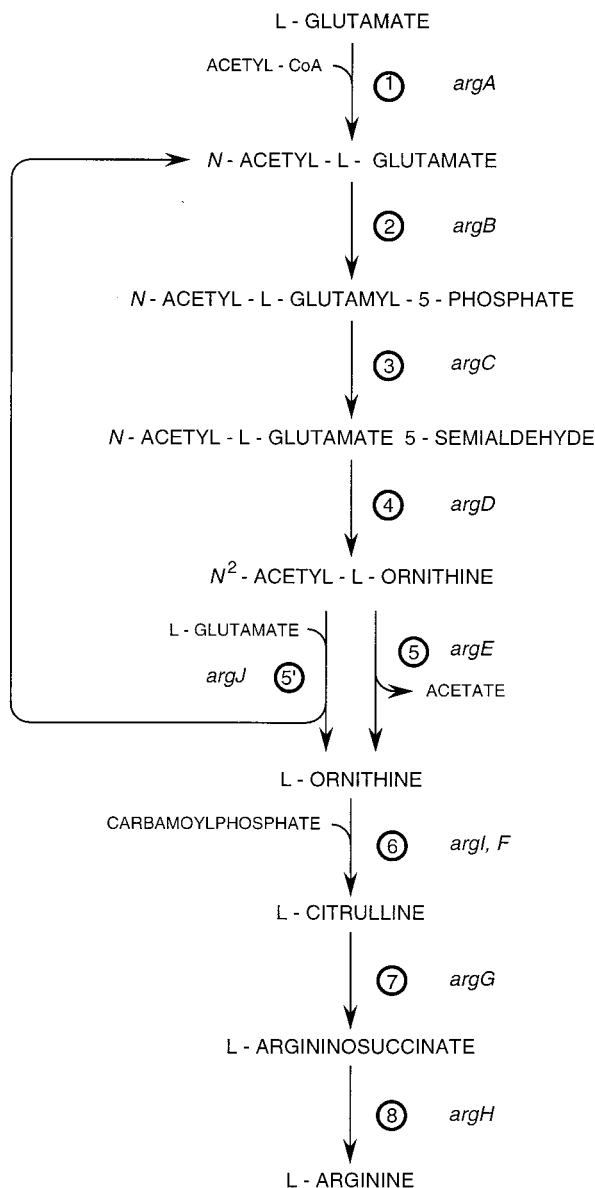 L - GLUTAMATE
ACETYL - CoA
1 argA
N - ACETYL - L - GLUTAMATE
2 argB
N - ACETYL - L - GLUTAMYL - 5 - PHOSPHATE
3 argC
N - ACETYL - L - GLUTAMATE 5 - SEMIALDEHYDE
4 argD
N² - ACETYL - L - ORNITHINE
L - GLUTAMATE
argJ 5'
5 argE
ACETATE
L - ORNITHINE
CARBAMOYLPHOSPHATE
6 argI, F
L - CITRULLINE
7 argG
L - ARGININOSUCCINATE
8 argH
L - ARGININE